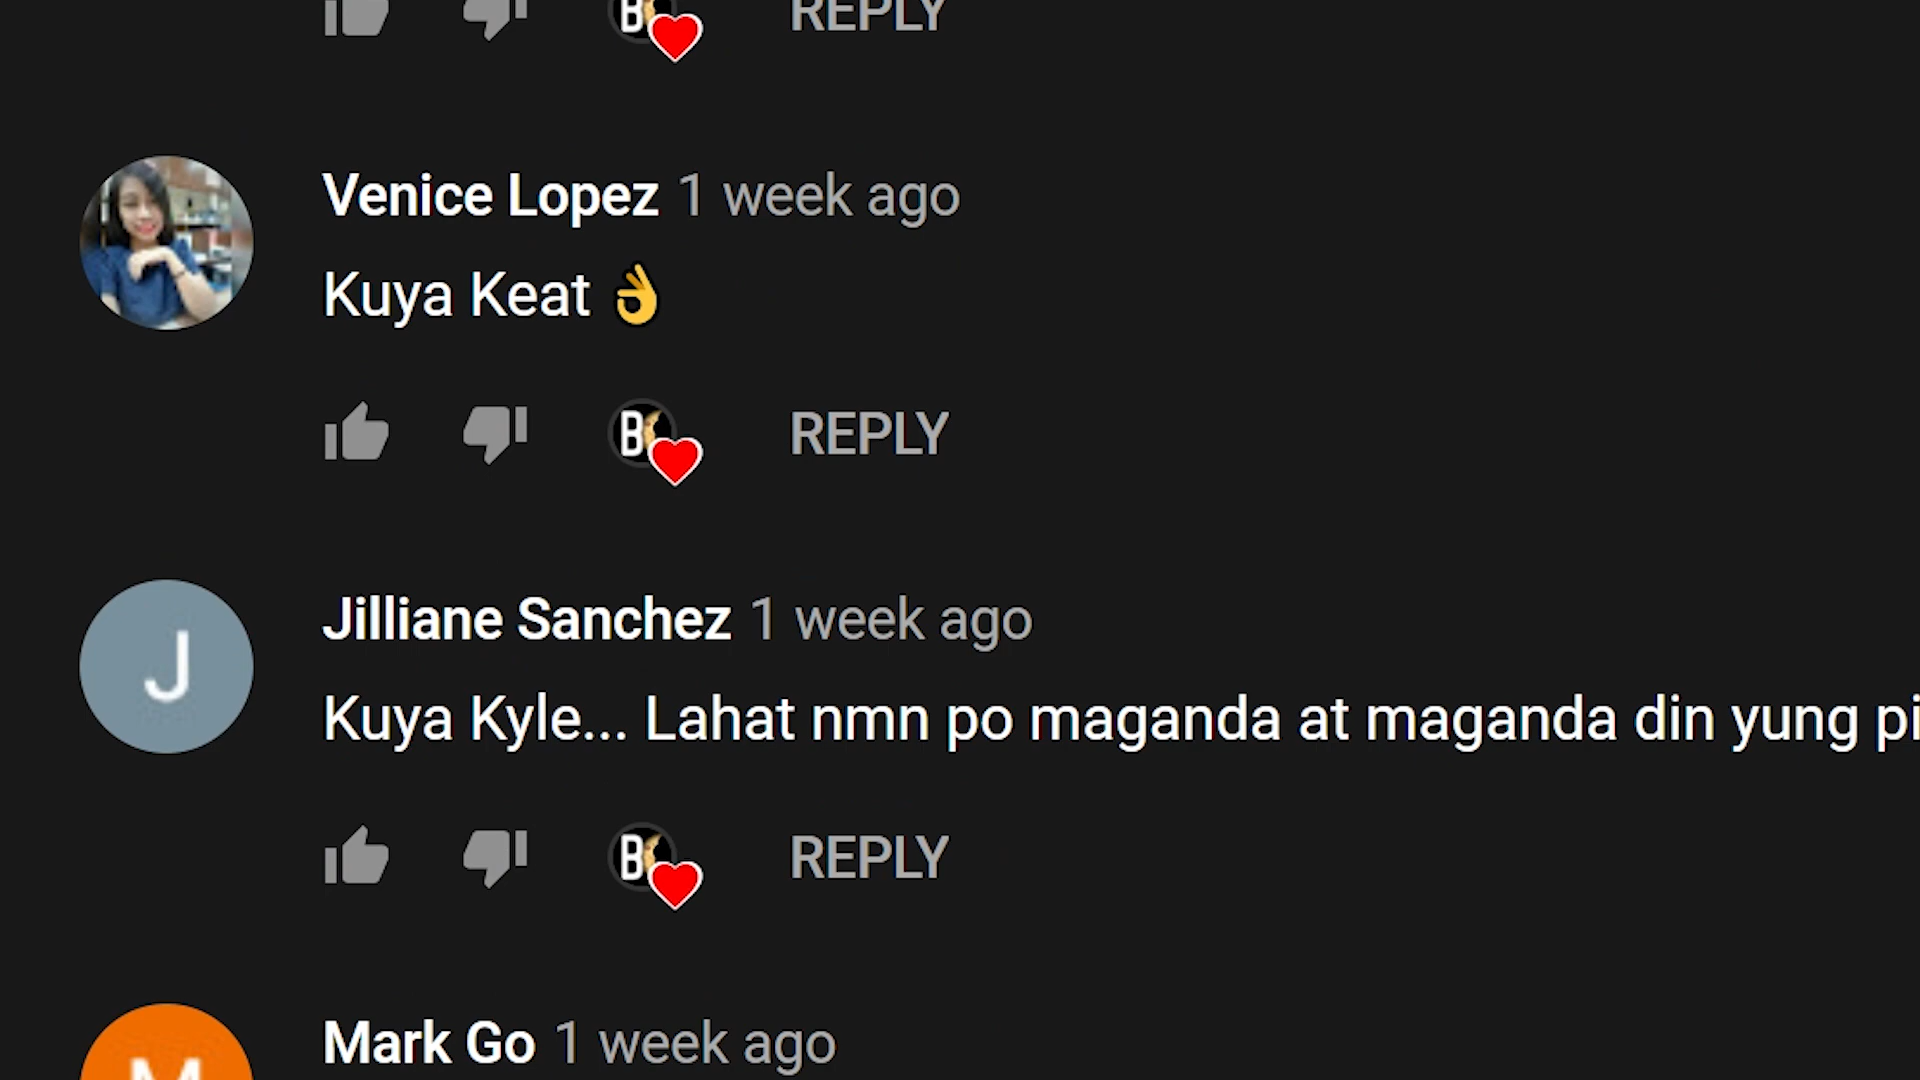 REPLY
Venice Lopez 1 week ago
Kuya Keat 👌
B
REPLY
J
Jilliane Sanchez 1 week ago
Kuya Kyle... Lahat nmn po maganda at maganda din yung pi
B
REPLY
M
Mark Go 1 week ago